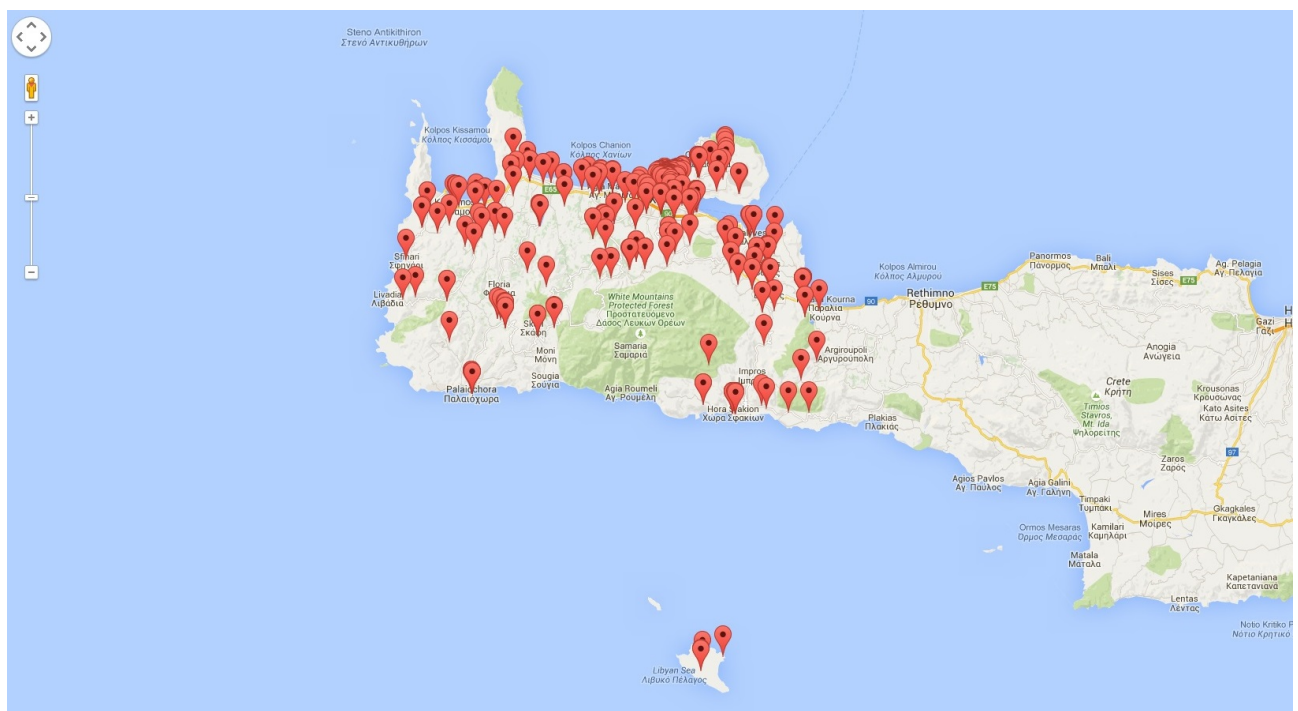 Steno Antikithiron
Στενό Αντικυθήρων
Kolpos Kissamou
Κόλπος Κισσάμου
Kolpos Chanion
Κόλπος Χανίων
E65
90
Sfinari
Livadia
Λιβάδια
Floria
White Mountains
Protected Forest
Προστατευόμενο
Δάσος Λευκών Ορέων
Samaria
Σαμαριά
Moni
Μονή
Sougia
Σούγια
Palaiochora
Παλαιόχωρα
Agia Roumeli
Αγ. Ρουμέλη
Impros
Χώρα Σφακίων
Kourna
Παραλία
Κουρνά
Argiroupoli
Αργυρούπολη
90
Kolpos Almirou
Κόλπος Αλμυρού
Rethimno
Ρέθυμνο
E75
Panormos
Πάνορμος
Bali
Μπαλί
Sises
Σίσες
E75
Ag. Pelagia
Αγ. Πελαγία
Gazi
Γάζι
Anogia
Ανώγεια
Crete
Κρήτη
Timios
Stavros,
Mt. Ida
Ψηλορείτης
Krousonas
Κρουσώνας
Kato Asites
Κάτω Ασίτες
97
Zaros
Ζαρός
Plakias
Πλακιάς
Agios Pavlos
Αγ. Παύλος
Agia Galini
Αγ. Γαλήνη
Timpaki
Τυμπάκι
Mires
Μοίρες
Gkagkales
Γκαγκάλες
Ormos Mesaras
Όρμος Μεσαράς
Kamilari
Καμηλάρι
Matala
Μάταλα
Kapetaniana
Καπετανιανά
Lentas
Λέντας
Notio Kritiko
Νότιο Κρητικό
Libyan Sea
Λιβυκό Πέλαγος